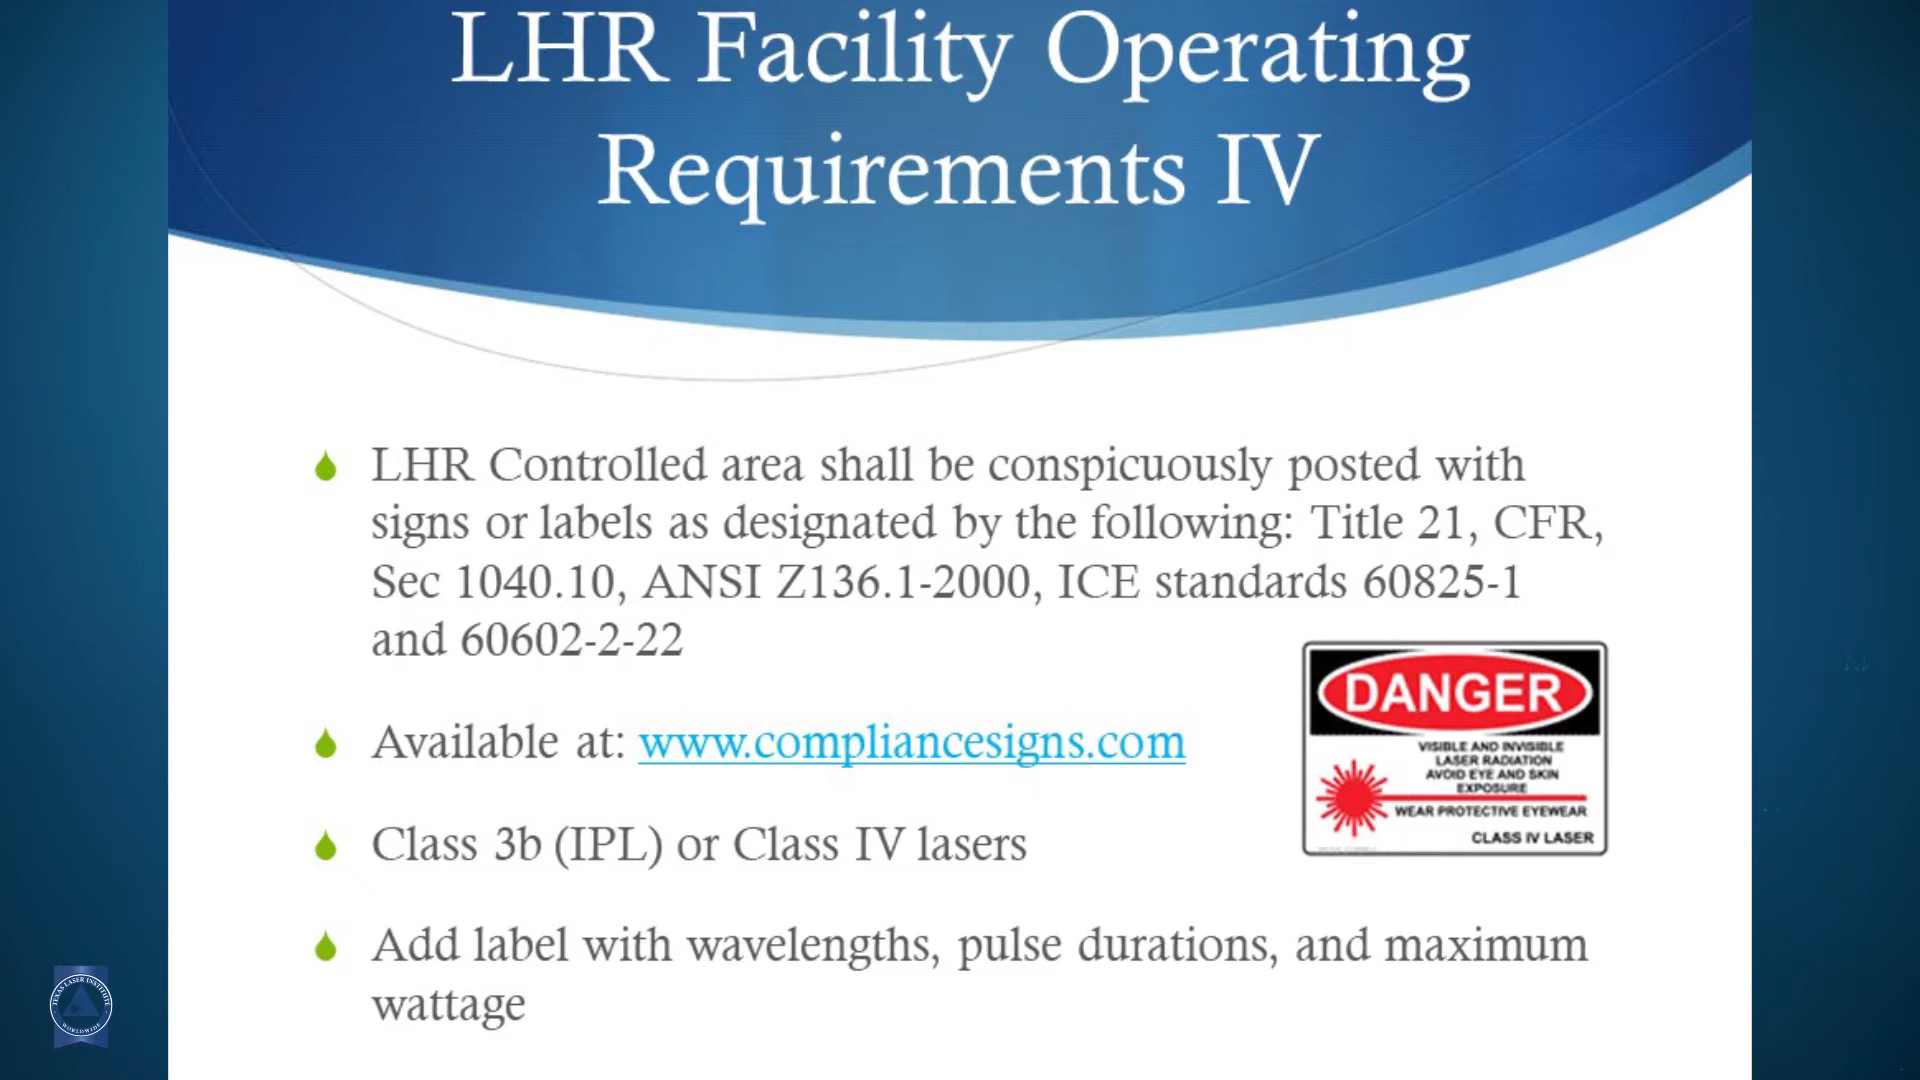 LHR Facility Operating
Requirements IV
LHR Controlled area shall be conspicuously posted with
signs or labels as designated by the following: Title 21, CFR,
Sec 1040.10, ANSI Z136.1-2000, ICE standards 60825-1
and 60602-2-22
DANGER
VISIBLE AND INVISIBLE
LASER RADIATION
AVOID EYE AND SKIN
EXPOSURE
WEAR PROTECTIVE EYEWEAR
CLASS IV LASER
Available at: www.compliancesigns.com
Class 3b (IPL) or Class IV lasers
Add label with wavelengths, pulse durations, and maximum
wattage
TEXAS LASER INSTITUTE
WORLDWIDE